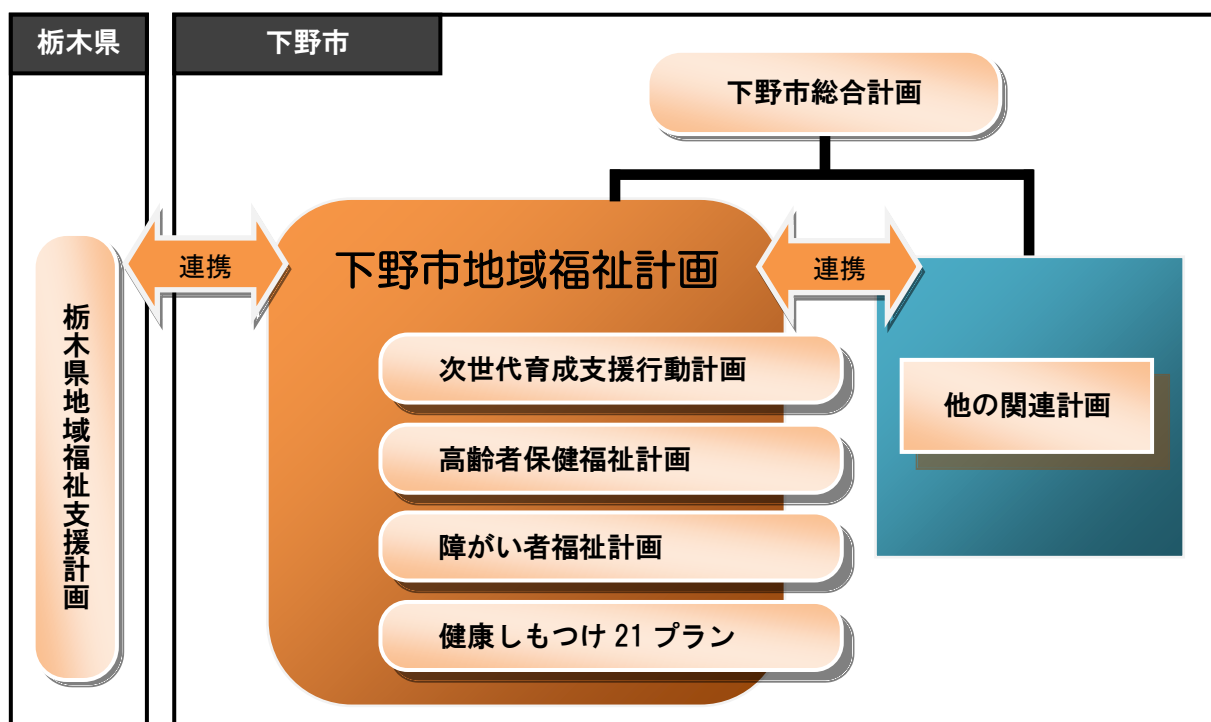 栃木県
下野市
下野市総合計画
連携
下野市地域福祉計画
連携
栃木県地域福祉支援計画
次世代育成支援行動計画
他の関連計画
高齢者保健福祉計画
障がい者福祉計画
健康しもつけ 21 プラン